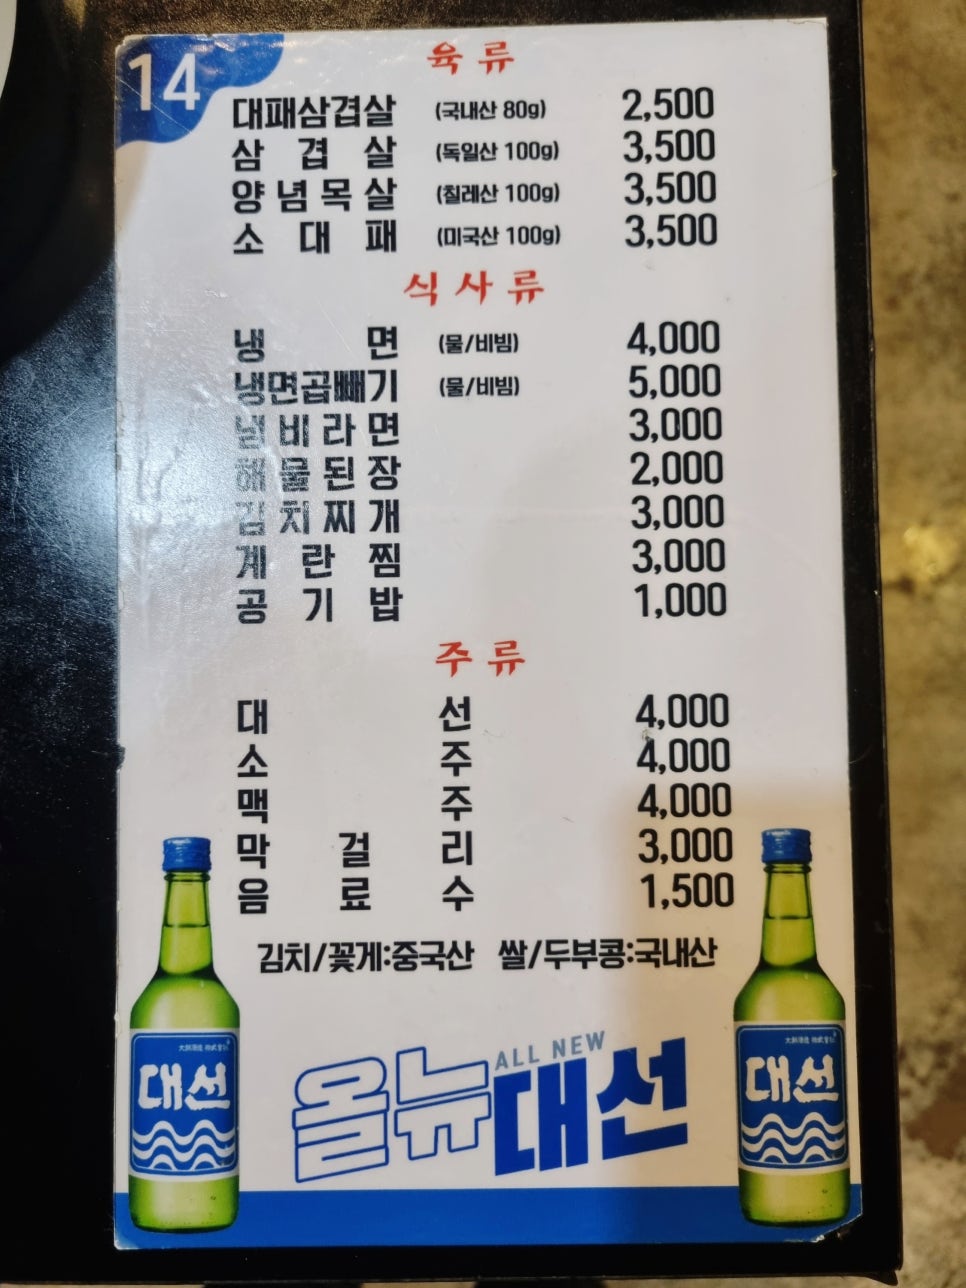 14
육류
대패삼겹살 (국내산 80g) 2,500
삼겹살 (독일산 100g) 3,500
양념목살 (칠레산 100g) 3,500
소대패 (미국산 100g) 3,500
식사류
냉면 (물/비빔) 4,000
냉면곱빼기 (물/비빔) 5,000
냄비라면 3,000
해물된장 2,000
김치찌개 3,000
계란찜 3,000
공기밥 1,000
주류
대선 4,000
소주 4,000
맥주 4,000
막걸리 3,000
음료수 1,500
김치/꽃게:중국산 쌀/두부콩:국내산
ALL NEW
올뉴대선
대선
대선